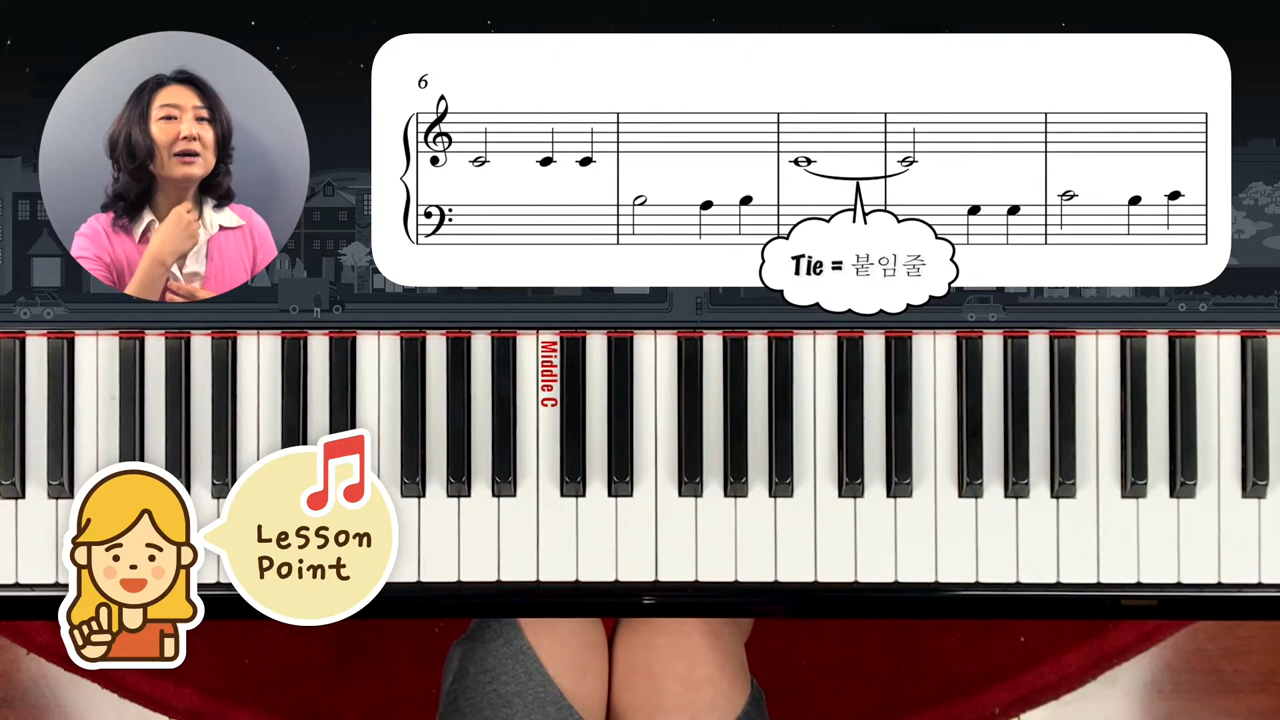 6
Tie = 붙임줄
Middle C
Lesson
Point